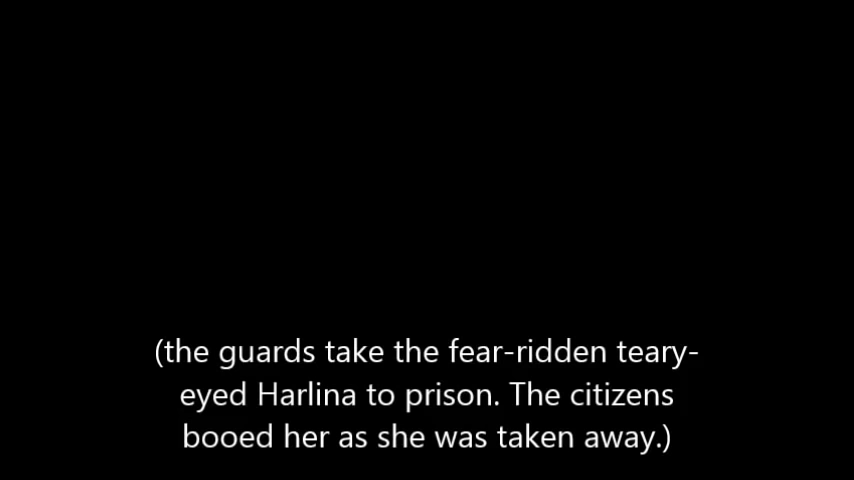 (the guards take the fear-ridden teary-
eyed Harlina to prison. The citizens
booed her as she was taken away.)